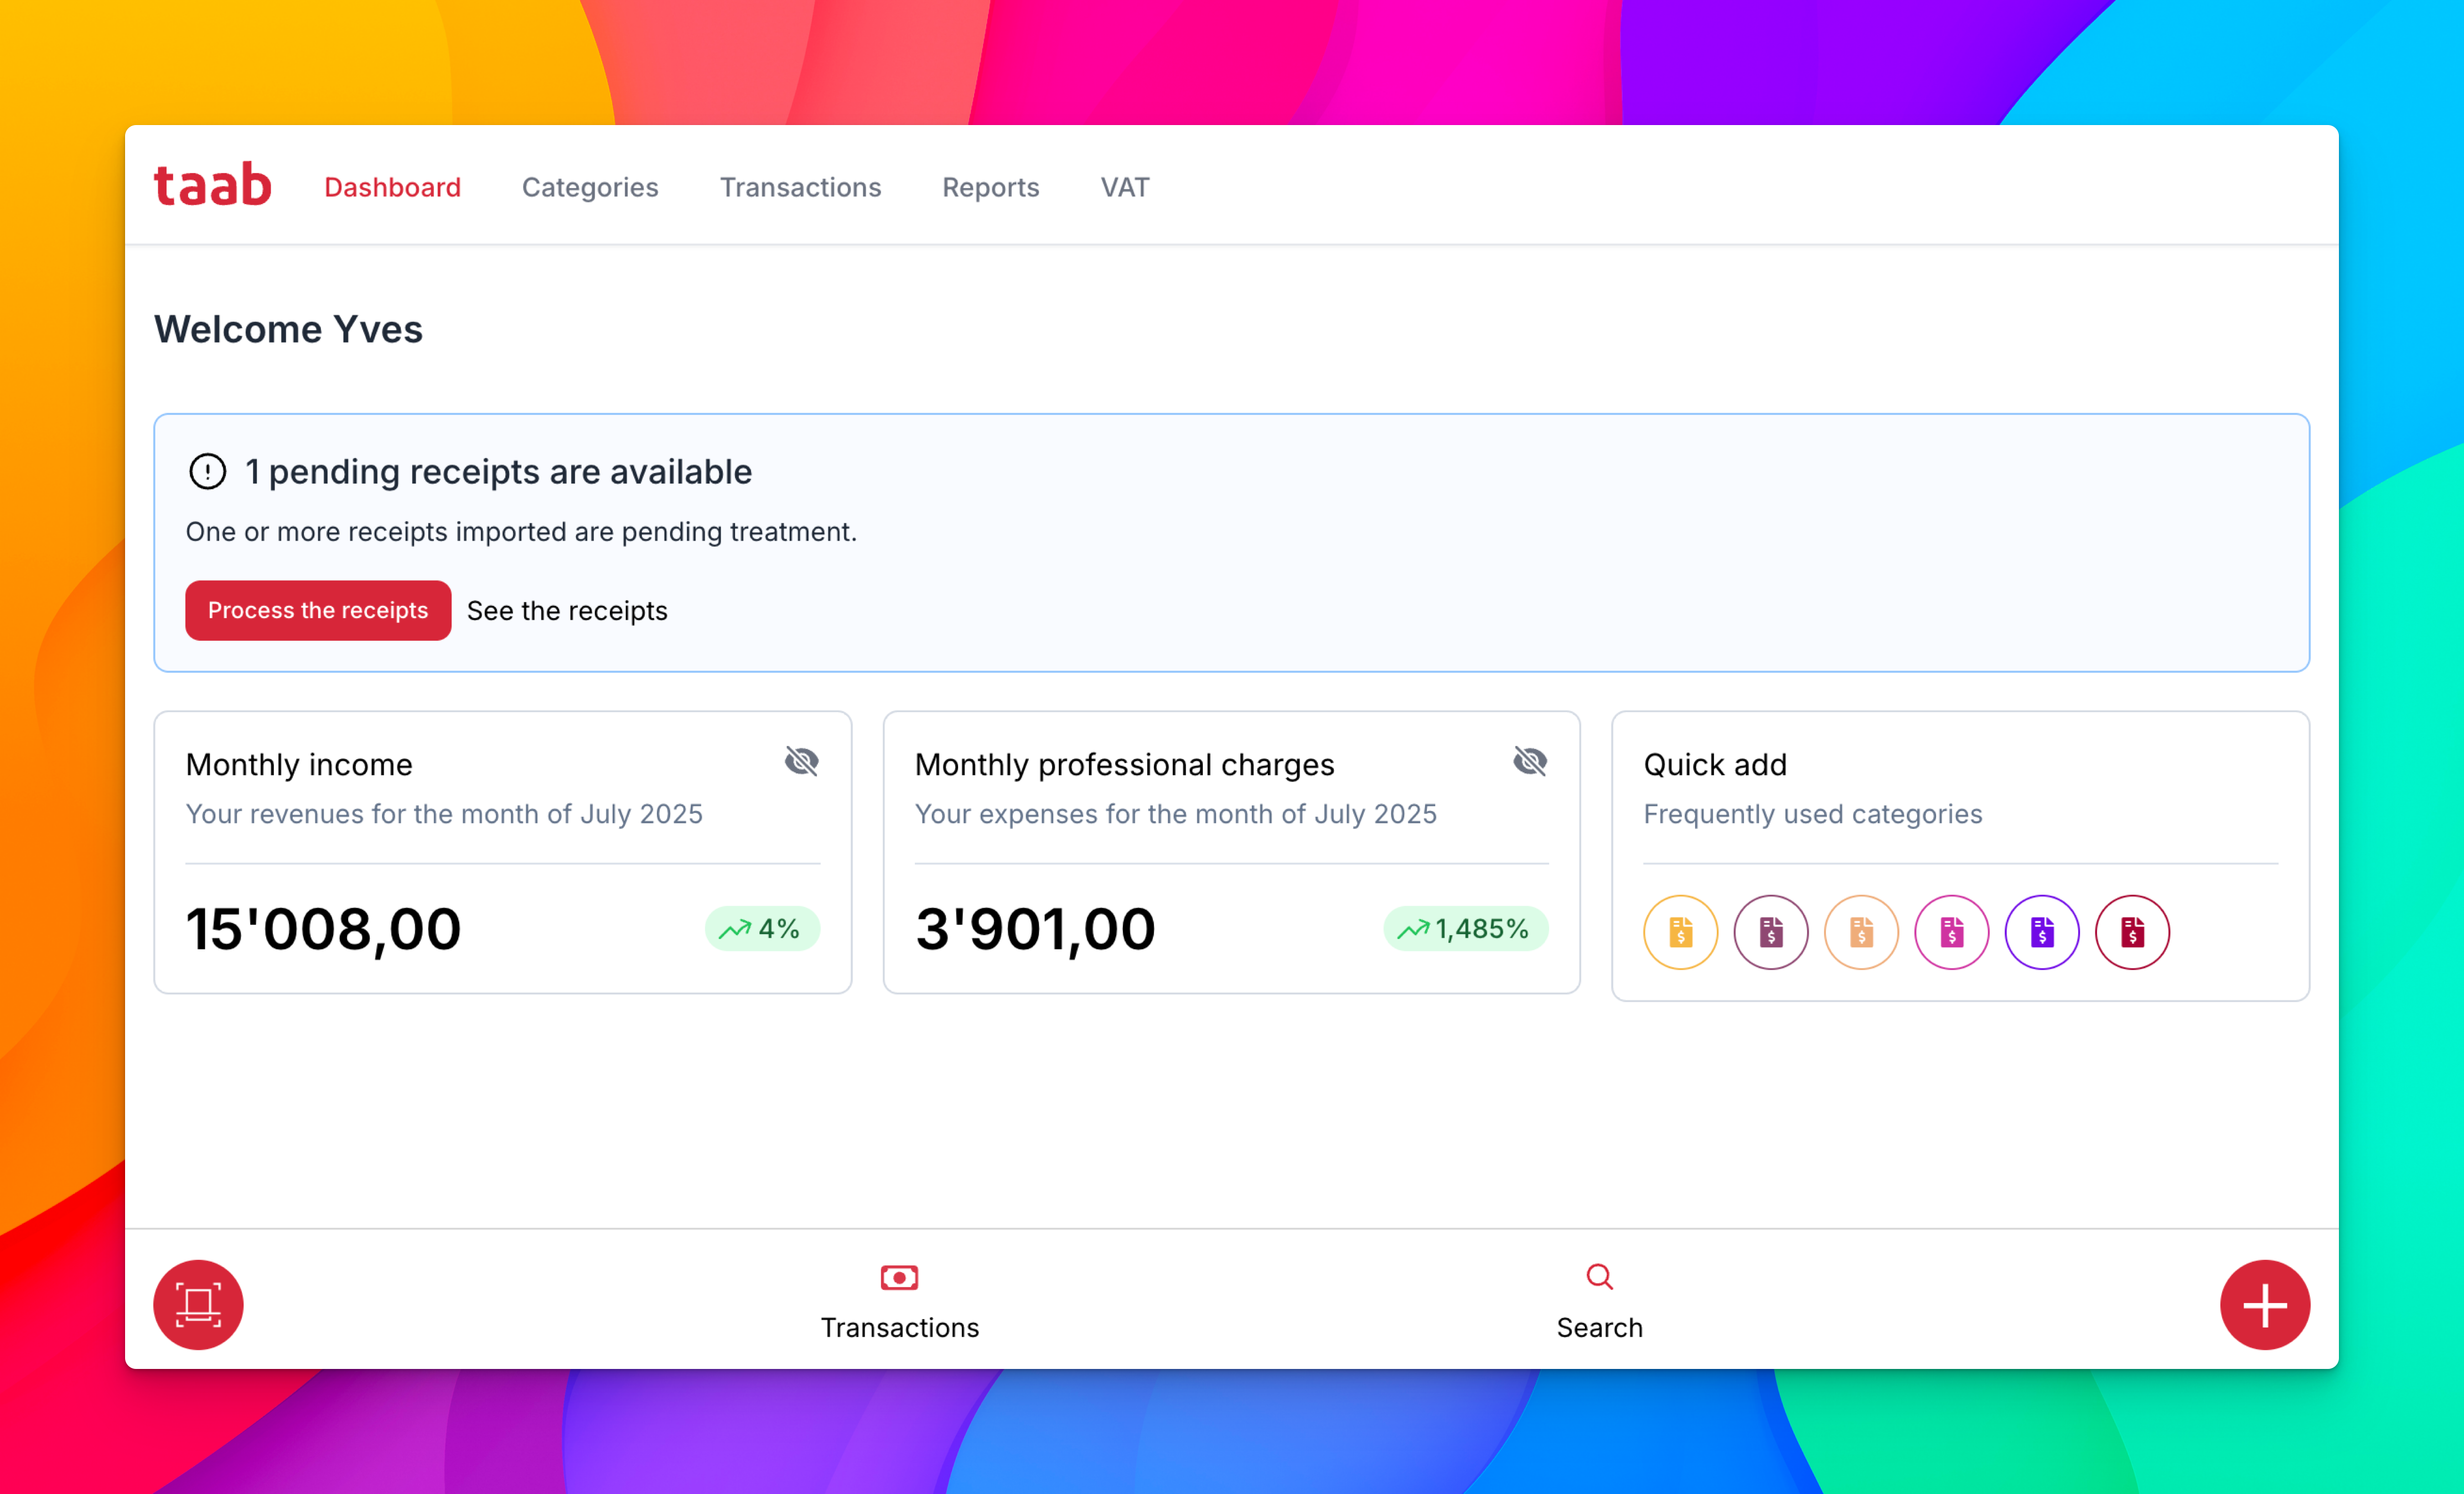 taab
Dashboard
Categories
Transactions
Reports
VAT
Welcome Yves
1 pending receipts are available
One or more receipts imported are pending treatment.
Process the receipts
See the receipts
Monthly income
Your revenues for the month of July 2025
15'008,00
4%
Monthly professional charges
Your expenses for the month of July 2025
3'901,00
1,485%
Quick add
Frequently used categories
Transactions
Search